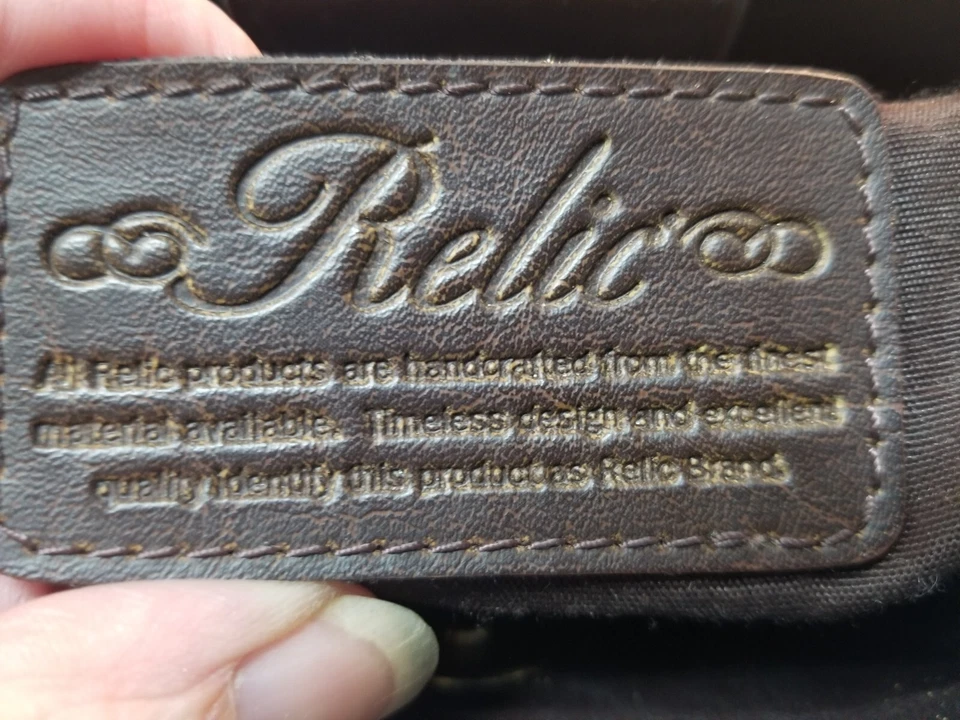 Relic
All Relic products are handcrafted from the finest
material available. Timeless design and excellent
quality identify this product as Relic Brand.